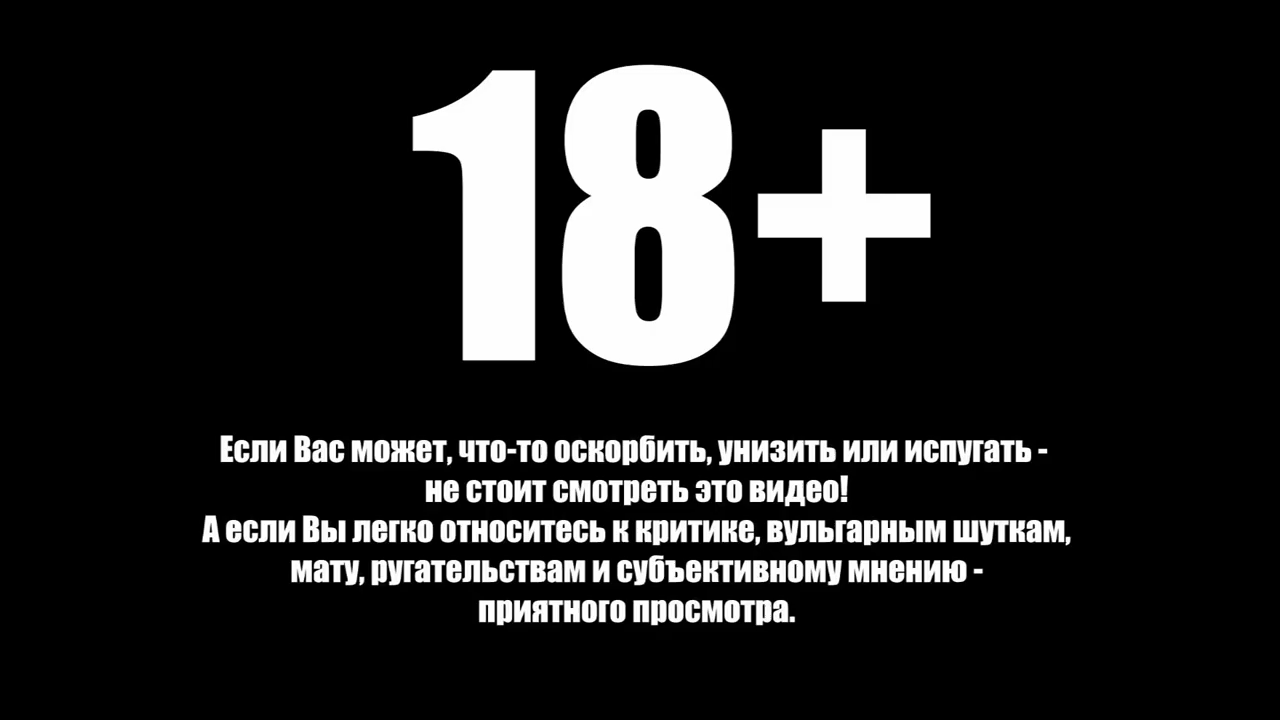 18+
Если Вас может, что-то оскорбить, унизить или испугать -
не стоит смотреть это видео!
А если Вы легко относитесь к критике, вульгарным шуткам,
мату, ругательствам и субъективному мнению -
приятного просмотра.